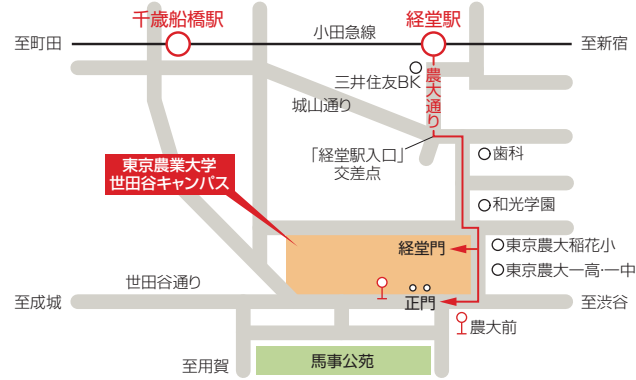 千歳船橋駅
経堂駅
小田急線
至町田
至新宿
三井住友BK
農大通り
城山通り
「経堂駅入口」
交差点
歯科
東京農業大学
世田谷キャンパス
和光学園
経堂門
東京農大稲花小
東京農大一高・一中
世田谷通り
正門
至成城
至渋谷
農大前
至用賀
馬事公苑